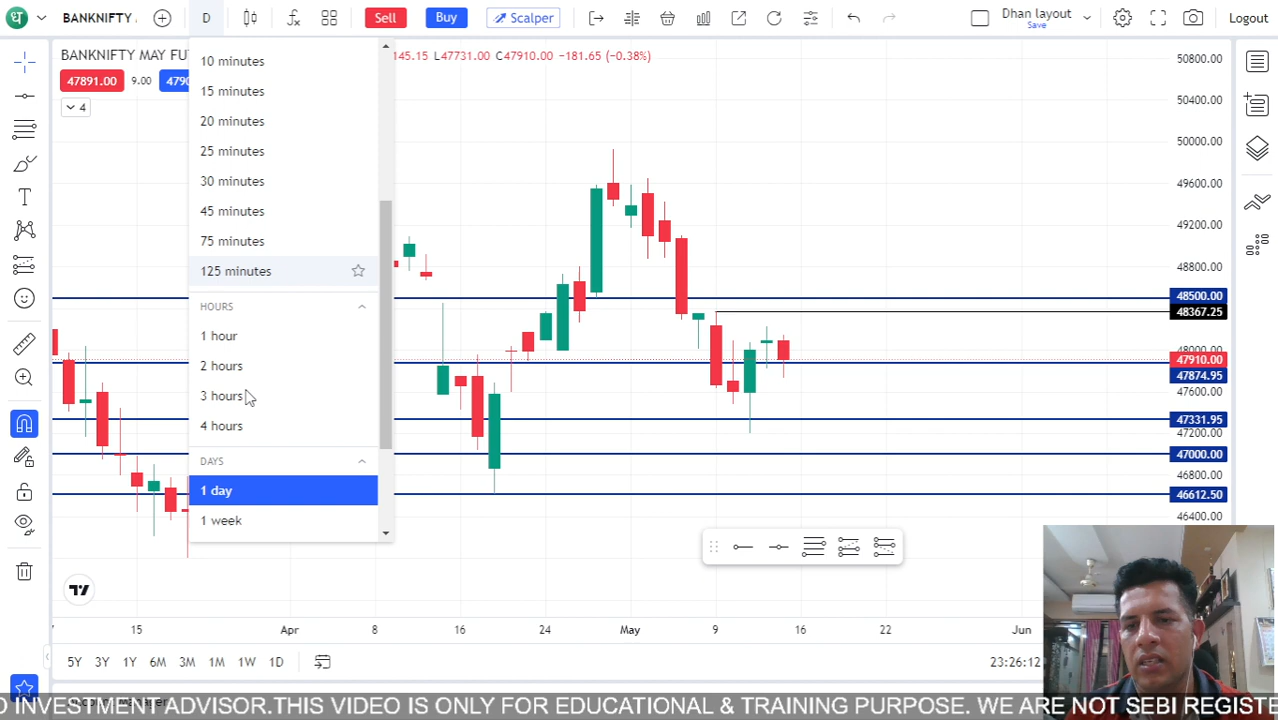 श्रीध BANKNIFTY D Sell Buy Scalper Dhan layout Save Logout
BANKNIFTY MAY FU 145.15 L47731.00 C47910.00 −181.65 (−0.38%)
47891.00 9.00 4790
4
10 minutes
15 minutes
20 minutes
25 minutes
30 minutes
45 minutes
75 minutes
125 minutes
HOURS
1 hour
2 hours
3 hours
4 hours
DAYS
1 day
1 week
50800.00
50400.00
50000.00
49600.00
49200.00
48800.00
48500.00
48367.25
48000.00
47910.00
47874.95
47600.00
47331.95
47200.00
47000.00
46800.00
46612.50
46400.00
15 Apr 8 16 24 May 9 16 22 Jun
5Y 3Y 1Y 6M 3M 1M 1W 1D 23:26:12
D INVESTMENT ADVISOR.THIS VIDEO IS ONLY FOR EDUCATIONAL & TRAINING PURPOSE. WE ARE NOT SEBI REGISTE